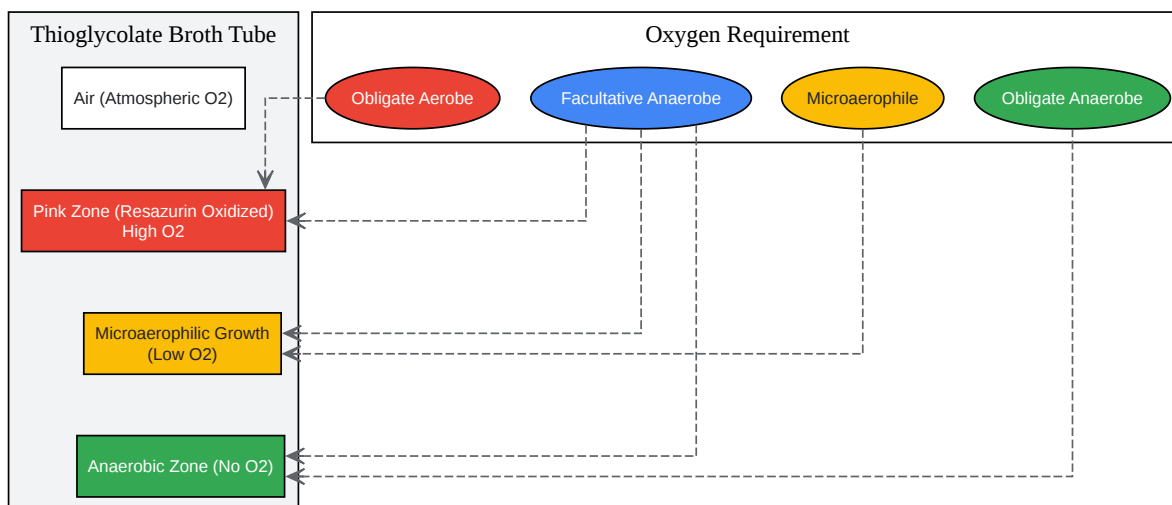 Thioglycolate Broth Tube
Oxygen Requirement
Air (Atmospheric O2)
Obligate Aerobe
Facultative Anaerobe
Microaerophile
Obligate Anaerobe
Pink Zone (Resazurin Oxidized)
High O2
Microaerophilic Growth
(Low O2)
Anaerobic Zone (No O2)